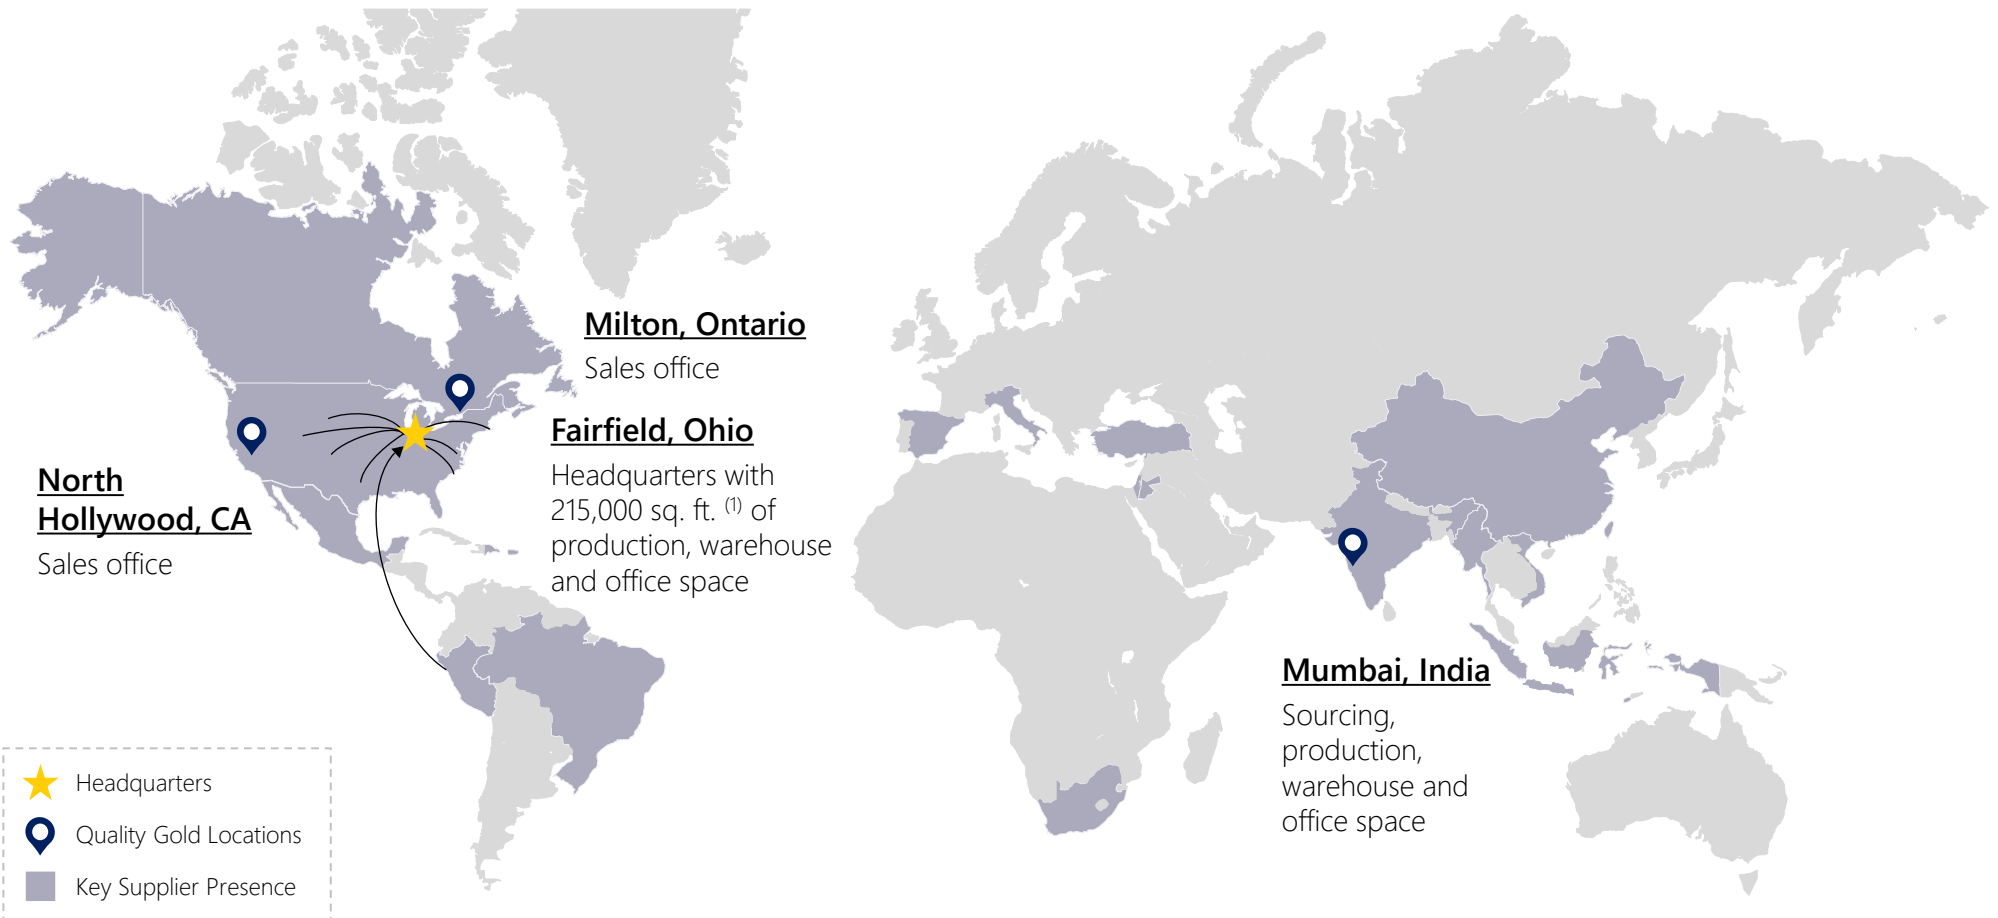 Milton, Ontario
Sales office
Fairfield, Ohio
Headquarters with
215,000 sq. ft. (1) of
production, warehouse
and office space
North
Hollywood, CA
Sales office
Mumbai, India
Sourcing,
production,
warehouse and
office space
Headquarters
Quality Gold Locations
Key Supplier Presence